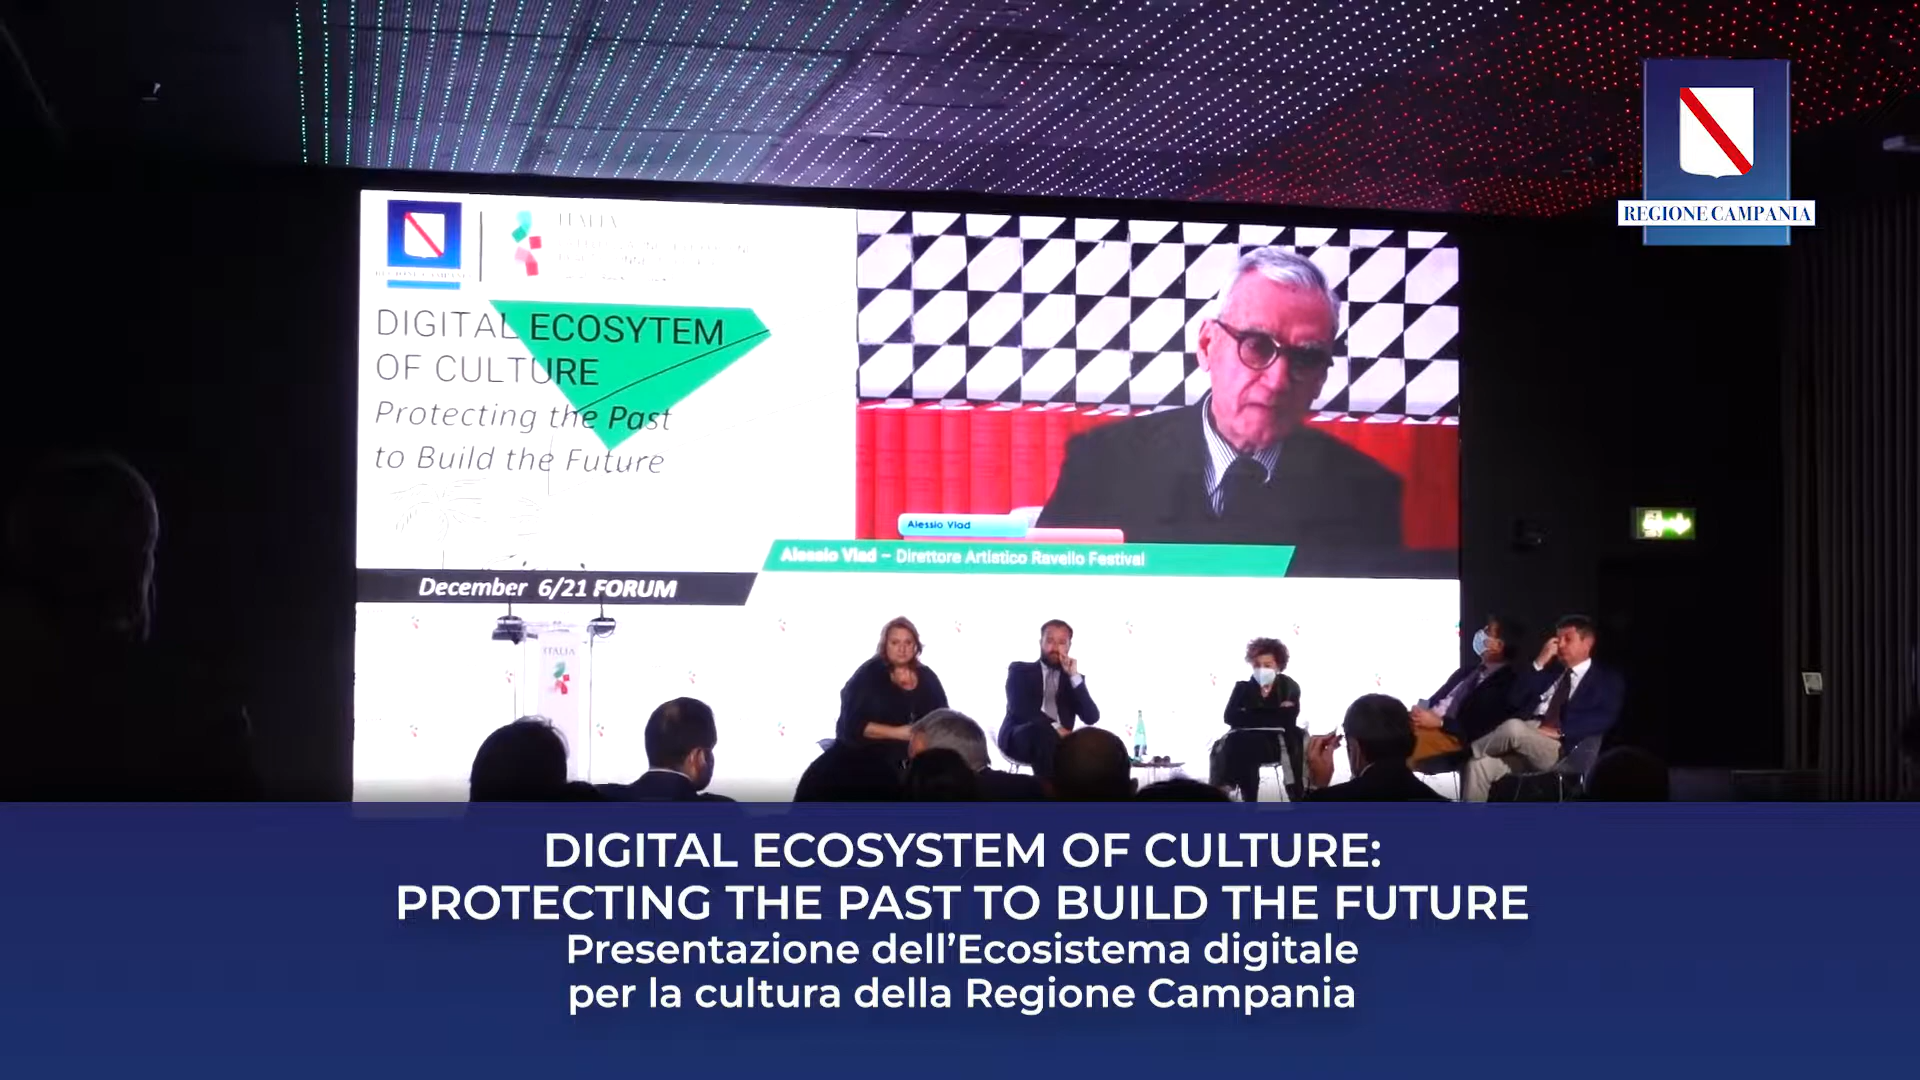 REGIONE CAMPANIA
ITALIA
DIGITAL ECOSYTEM
OF CULTURE
Protecting the Past
to Build the Future
Alessio Vlad
Alessio Vlad – Direttore Artistico Ravello Festival
December 6/21 FORUM
ITALIA
DIGITAL ECOSYSTEM OF CULTURE:
PROTECTING THE PAST TO BUILD THE FUTURE
Presentazione dell’Ecosistema digitale
per la cultura della Regione Campania